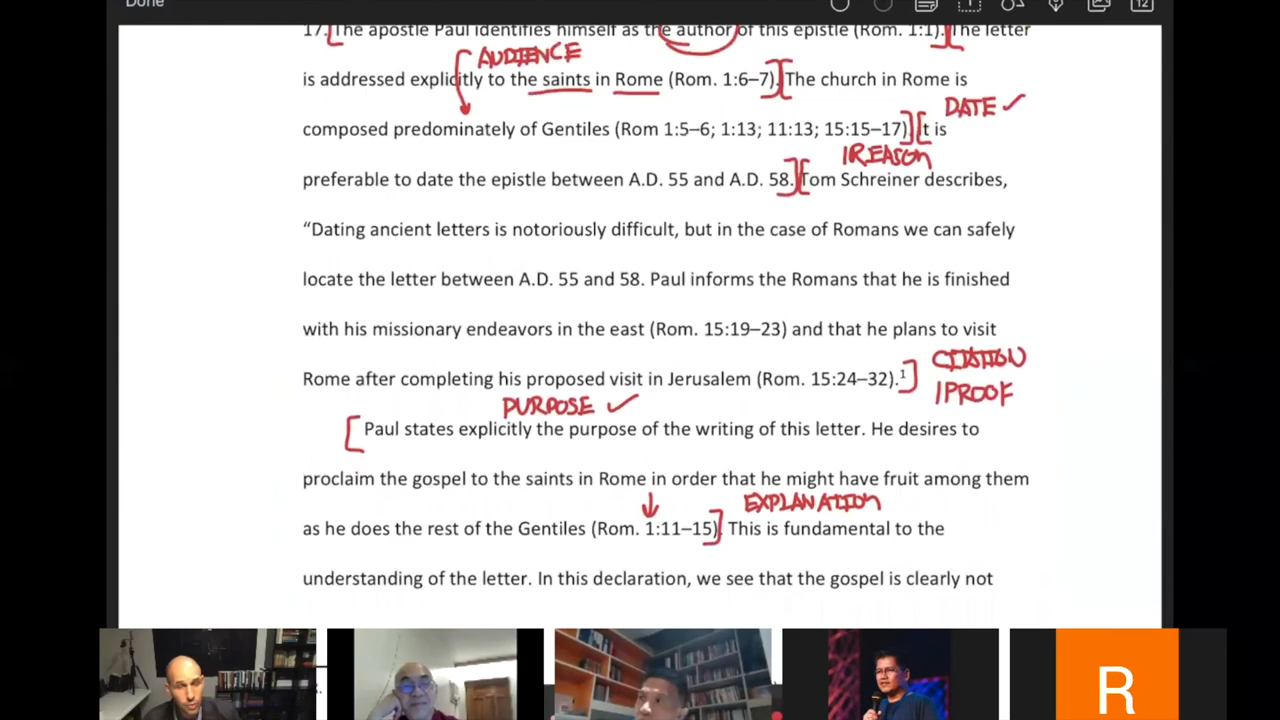 Done
12
17. The apostle Paul identifies himself as the author of this epistle (Rom. 1:1). The letter
AUDIENCE
is addressed explicitly to the saints in Rome (Rom. 1:6–7). The church in Rome is
DATE ✓
composed predominately of Gentiles (Rom 1:5–6; 1:13; 11:13; 15:15–17). It is
1REASON
preferable to date the epistle between A.D. 55 and A.D. 58. Tom Schreiner describes,
“Dating ancient letters is notoriously difficult, but in the case of Romans we can safely
locate the letter between A.D. 55 and 58. Paul informs the Romans that he is finished
with his missionary endeavors in the east (Rom. 15:19–23) and that he plans to visit
CITATION
Rome after completing his proposed visit in Jerusalem (Rom. 15:24–32).¹
1PROOF
PURPOSE ✓
Paul states explicitly the purpose of the writing of this letter. He desires to
proclaim the gospel to the saints in Rome in order that he might have fruit among them
EXPLANATION
as he does the rest of the Gentiles (Rom. 1:11–15). This is fundamental to the
understanding of the letter. In this declaration, we see that the gospel is clearly not
R